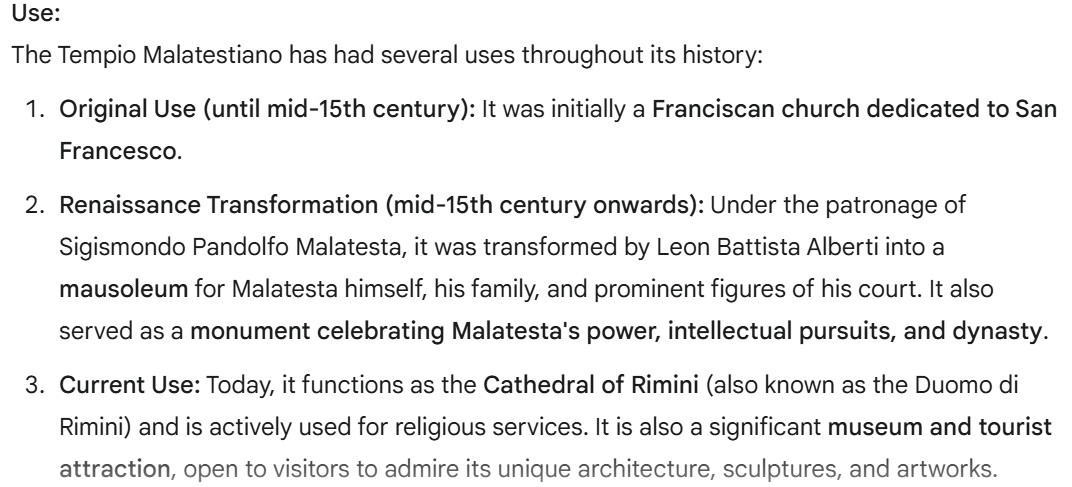 Use:
The Tempio Malatestiano has had several uses throughout its history:
1. Original Use (until mid-15th century): It was initially a Franciscan church dedicated to San
Francesco.
2. Renaissance Transformation (mid-15th century onwards): Under the patronage of
Sigismondo Pandolfo Malatesta, it was transformed by Leon Battista Alberti into a
mausoleum for Malatesta himself, his family, and prominent figures of his court. It also
served as a monument celebrating Malatesta's power, intellectual pursuits, and dynasty.
3. Current Use: Today, it functions as the Cathedral of Rimini (also known as the Duomo di
Rimini) and is actively used for religious services. It is also a significant museum and tourist
attraction, open to visitors to admire its unique architecture, sculptures, and artworks.